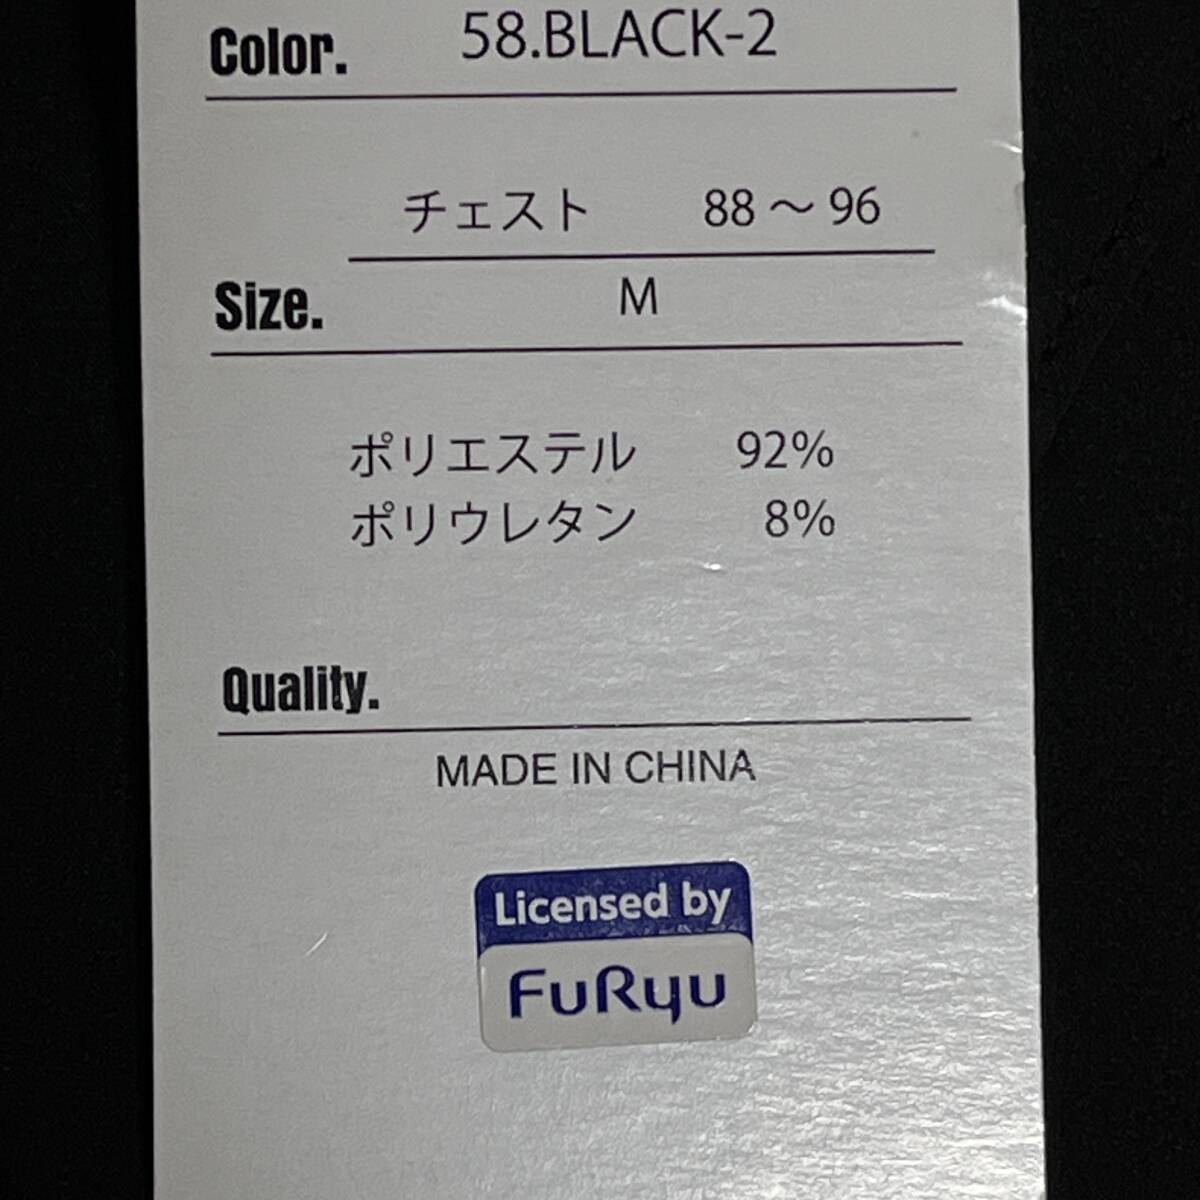 Color. 58.BLACK-2
チェスト 88～96
Size. M
ポリエステル 92%
ポリウレタン 8%
Quality.
MADE IN CHINA
Licensed by
FuRyu